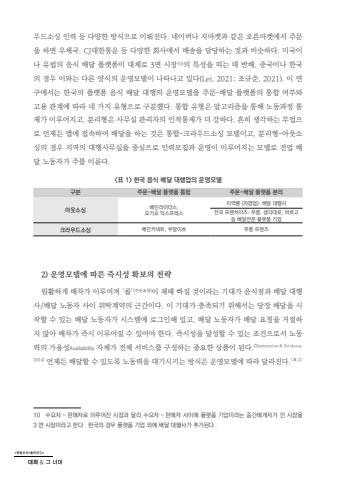 우드소싱 인력 등 다양한 방식으로 이뤄진다. 네이버나 지마켓과 같은 오픈마켓에서 주문
을 하면 우체국, CJ대한통운 등 다양한 회사에서 배송을 담당하는 것과 비슷하다. 미국이
나 유럽의 음식 배달 플랫폼이 대체로 3면 시장¹⁰의 특성을 띠는 데 반해, 중국이나 한국
의 경우 이와는 다른 양식의 운영모델이 나타나고 있다(Lei, 2021; 조규준, 2021). 이 연
구에서는 한국의 플랫폼 음식 배달 대행의 운영모델을 주문-배달 플랫폼의 통합 여부와
고용 관계에 따라 네 가지 유형으로 구분했다. 통합 유형은 알고리즘을 통해 노동과정 통
제가 이루어지고, 분리형은 사무실 관리자의 인적통제가 더 강하다. 흔히 생각하는 부업으
로 언제든 앱에 접속하여 배달을 하는 것은 통합-크라우드소싱 모델이고, 분리형-아웃소
싱의 경우 지역의 대행사무실을 중심으로 인력모집과 운영이 이루어지는 모델로 전업 배
달 노동자가 주를 이룬다.
<표 1> 한국 음식 배달 대행업의 운영모델
구분 주문-배달 플랫폼 통합 주문-배달 플랫폼 분리
아웃소싱 배민라이더스, 요기요 익스프레스 지역별 (자영업) 배달 대행사
전국 프랜차이즈: 부릉, 생각대로, 바로고
등 배달전문 플랫폼 기업
크라우드소싱 배민커넥트, 쿠팡이츠 부릉 프렌즈
2) 운영모델에 따른 즉시성 확보의 전략
원활하게 배차가 이루어져 '콜'(주문요청)이 제때 빠질 것이라는 기대가 음식점과 배달 대행
사/배달 노동자 사이 위탁계약의 근간이다. 이 기대가 충족되기 위해서는 당장 배달을 시
작할 수 있는 배달 노동자가 시스템에 로그인해 있고, 배달 노동자가 배달 요청을 거절하
지 않아 배차가 즉시 이루어질 수 있어야 한다. 즉시성을 달성할 수 있는 조건으로서 노동
력의 가용성Availability 자체가 전체 서비스를 구성하는 중요한 상품이 된다.
2016) 언제든 배달할 수 있도록 노동력을 대기시키는 방식은 운영모델에 따라 달라진다.(표 2)
10 수요자 – 판매자로 이루어진 시장과 달리 수요자 – 판매자 사이에 플랫폼 기업이라는 중간매개자가 낀 시장을
3 면 시장이라고 한다 . 한국의 경우 플랫폼 기업 외에 배달 대행사가 추가된다 .
대화 & 그 너머